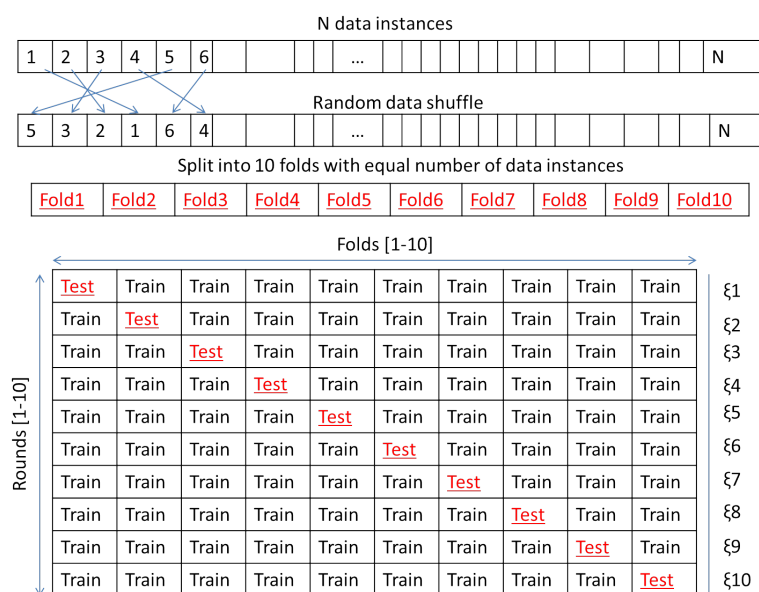 N data instances
1 2 3 4 5 6 ... N
Random data shuffle
5 3 2 1 6 4 ... N
Split into 10 folds with equal number of data instances
Fold1 Fold2 Fold3 Fold4 Fold5 Fold6 Fold7 Fold8 Fold9 Fold10
Folds [1-10]
Rounds [1-10]
Test Train Train Train Train Train Train Train Train Train ξ1
Train Test Train Train Train Train Train Train Train Train ξ2
Train Train Test Train Train Train Train Train Train Train ξ3
Train Train Train Test Train Train Train Train Train Train ξ4
Train Train Train Train Test Train Train Train Train Train ξ5
Train Train Train Train Train Test Train Train Train Train ξ6
Train Train Train Train Train Train Test Train Train Train ξ7
Train Train Train Train Train Train Train Test Train Train ξ8
Train Train Train Train Train Train Train Train Test Train ξ9
Train Train Train Train Train Train Train Train Train Test ξ10